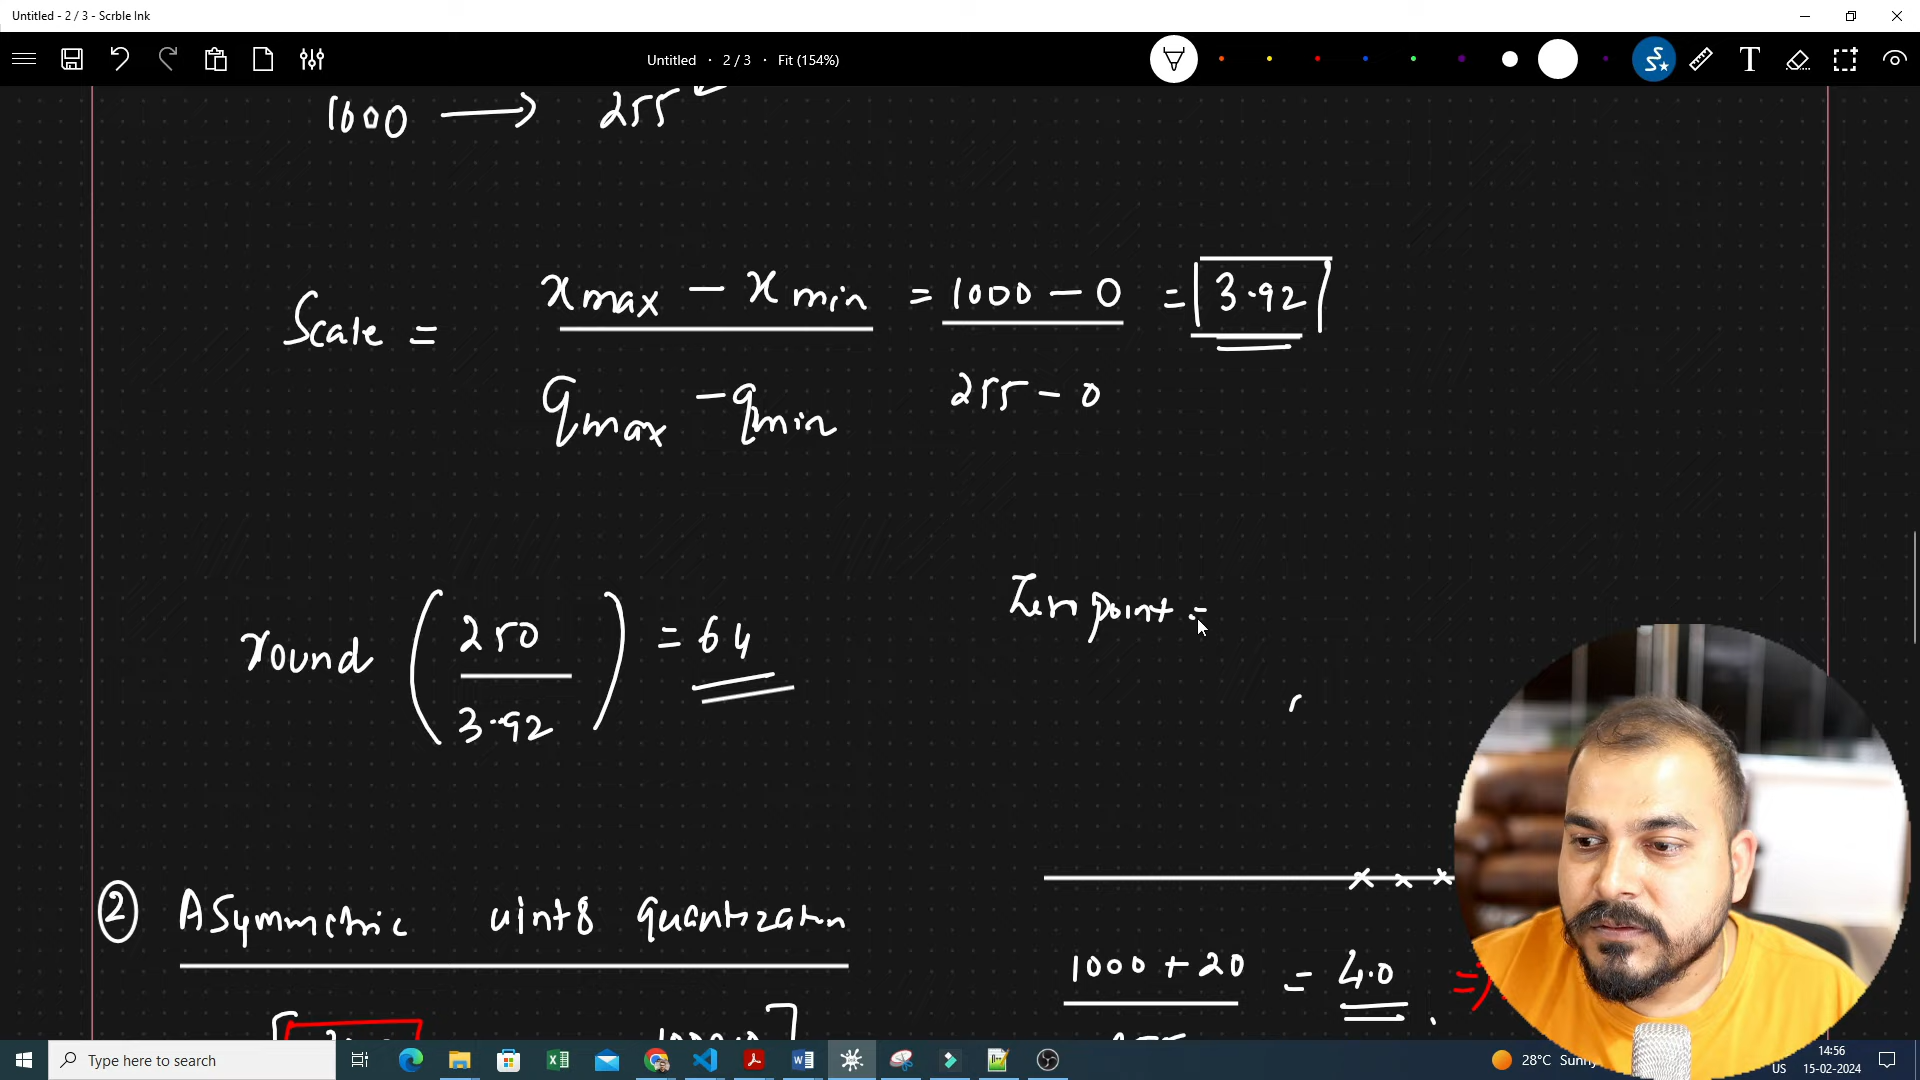 Untitled - 2 / 3 - Scrble Ink
Untitled · 2 / 3 · Fit (154%)
T
1000 → 255
Scale = xmax - xmin / qmax - qmin = 1000 - 0 / 255 - 0 = 3.92
round ( 250 / 3.92 ) = 64
Zero point =
2 ASymmetric uint8 quantization
1000 + 20 = 4.0 =)
Type here to search
28°C Sunny
14:56
US 15-02-2024